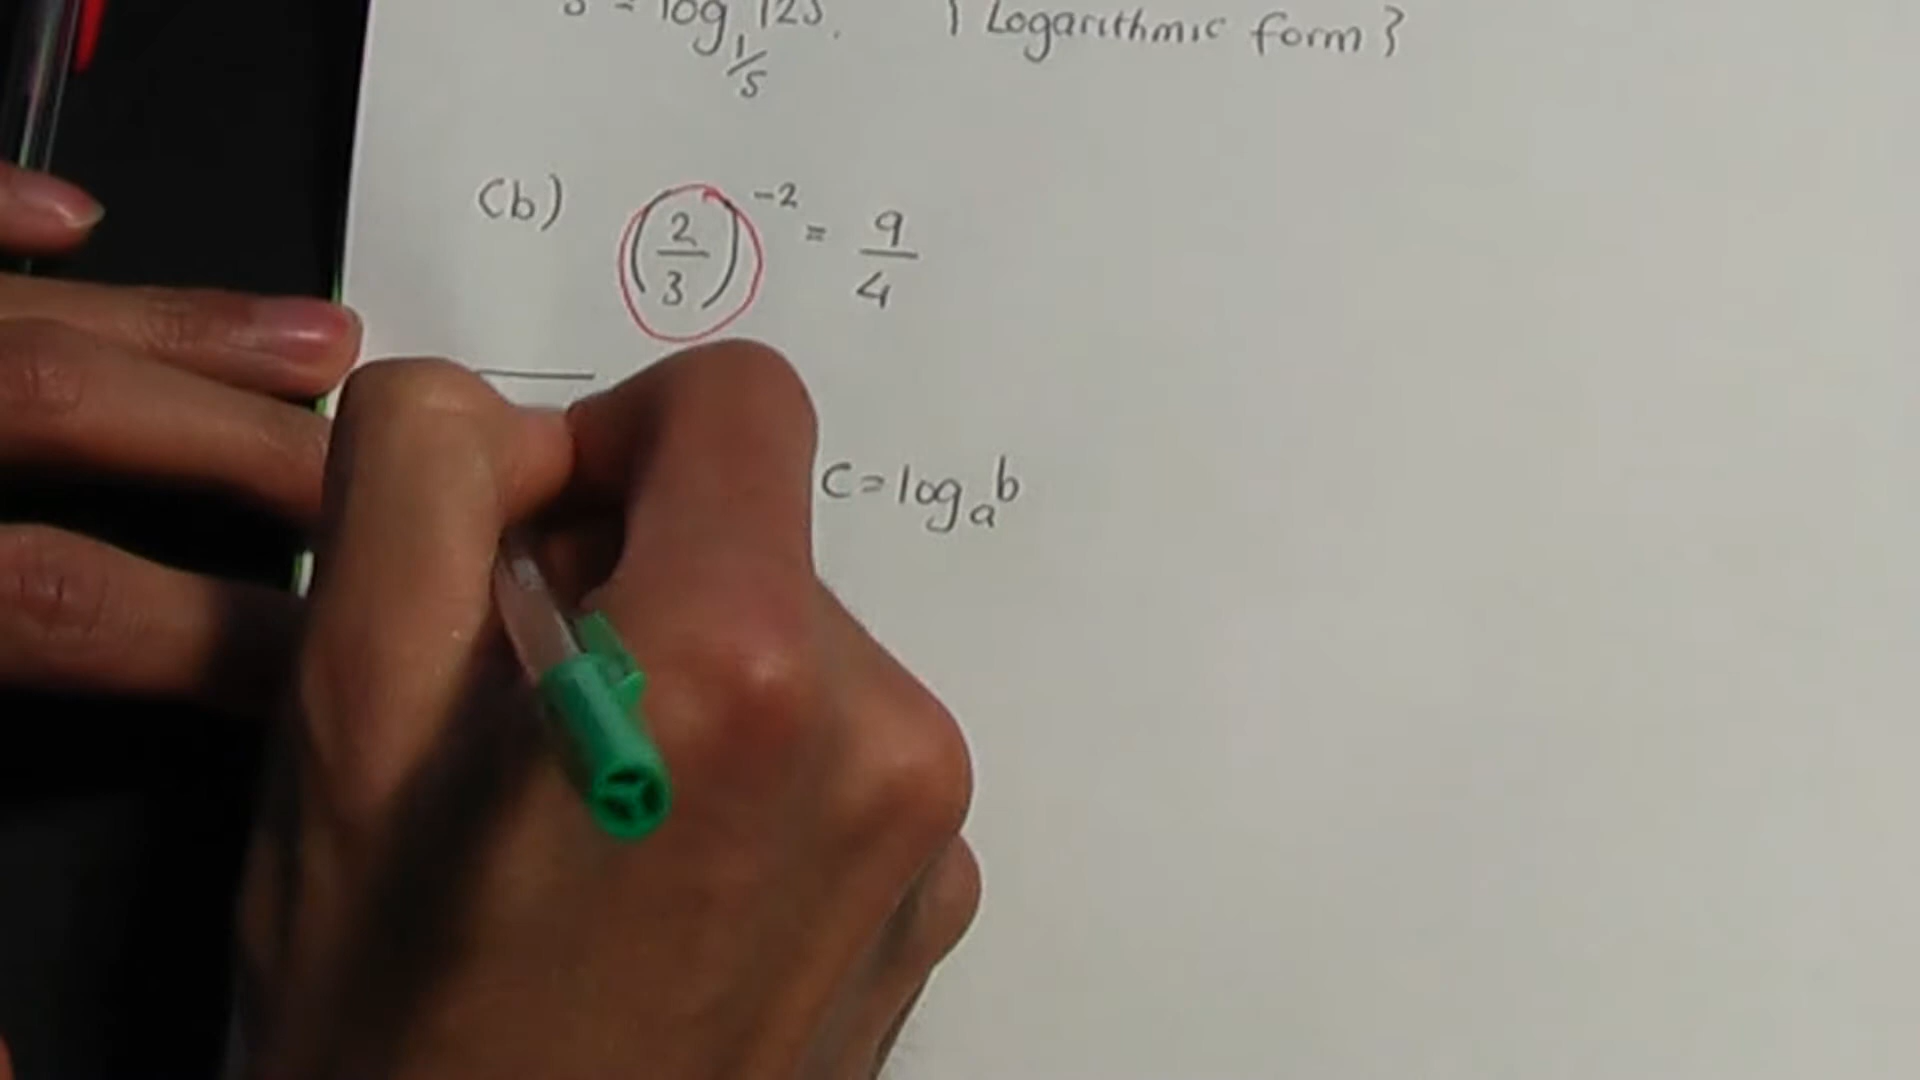 = log 1/5 125. { Logarithmic form }
(b) (2/3)^-2 = 9/4
c = log_a b